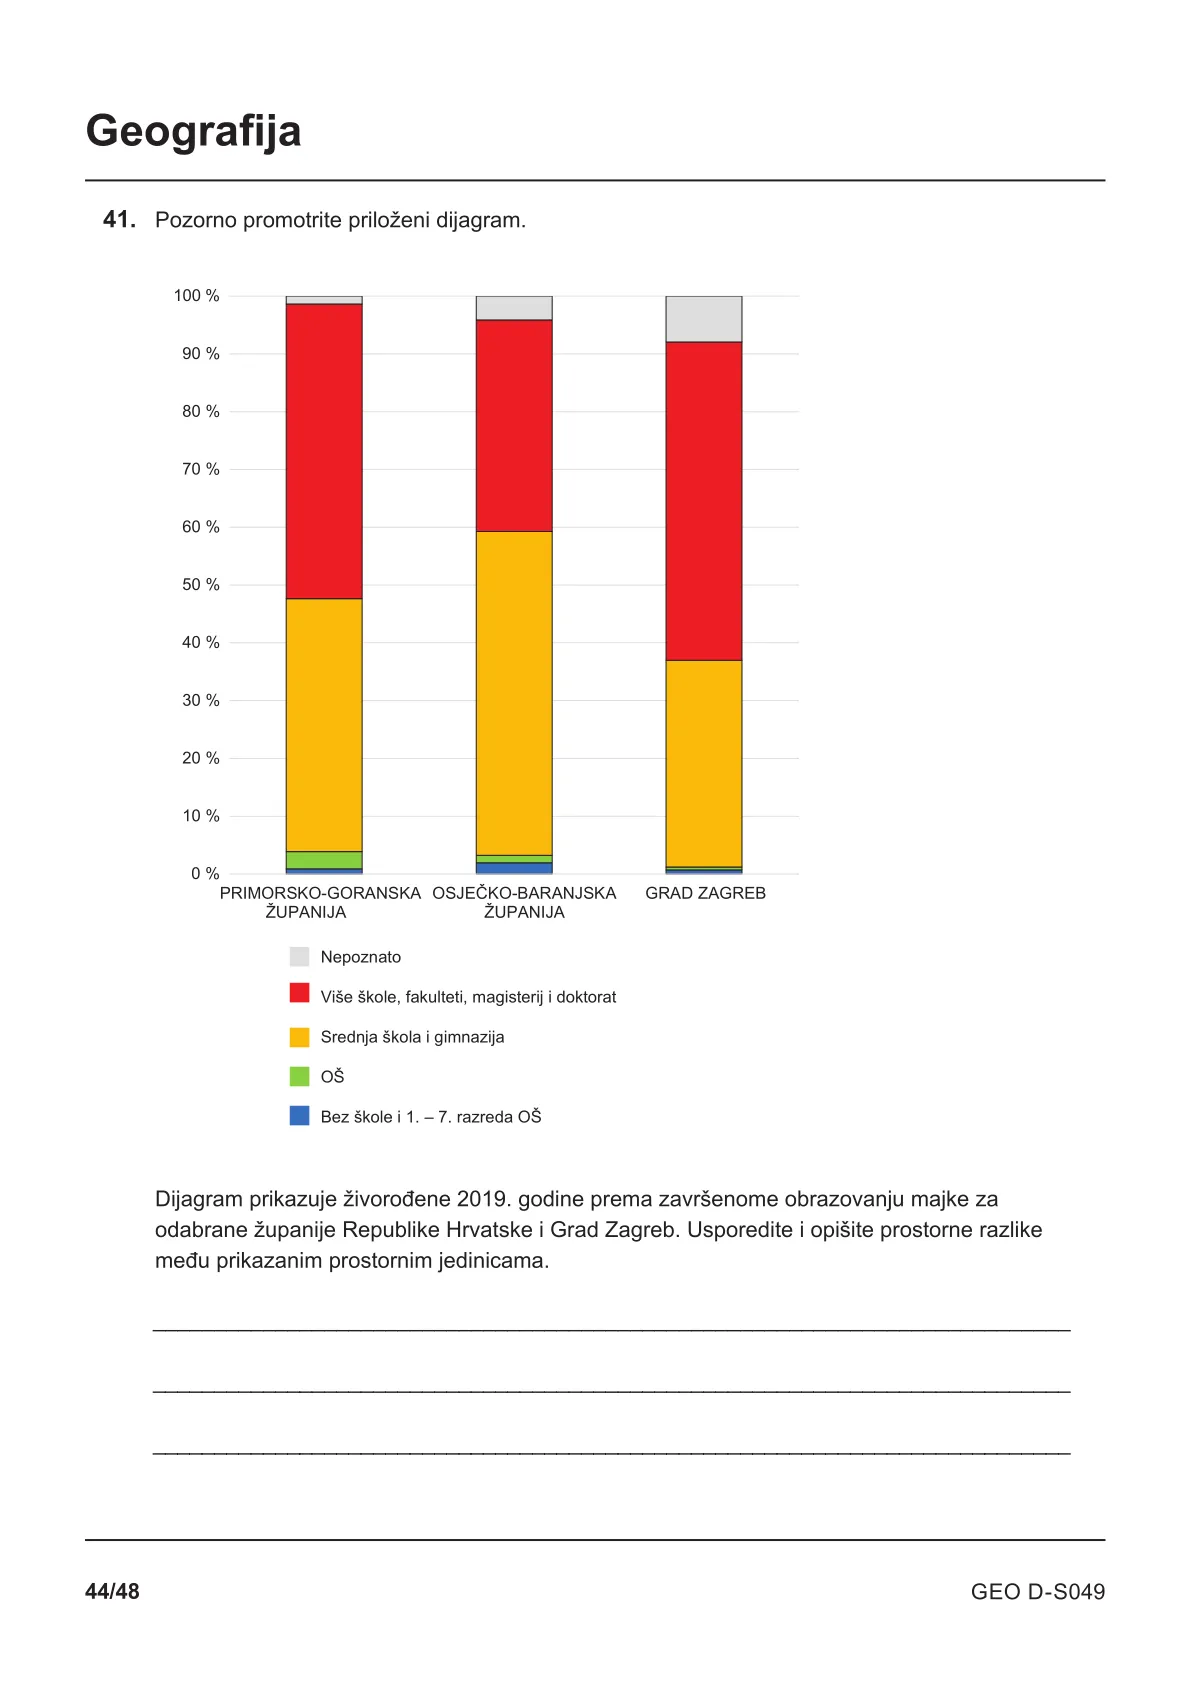 Geografija
41. Pozorno promotrite priloženi dijagram.
100 %
90 %
80 %
70 %
60 %
50 %
40 %
30 %
20 %
10 %
0 %
PRIMORSKO-GORANSKA ŽUPANIJA
OSJEČKO-BARANJSKA ŽUPANIJA
GRAD ZAGREB
Nepoznato
Više škole, fakulteti, magisterij i doktorat
Srednja škola i gimnazija
OŠ
Bez škole i 1. – 7. razreda OŠ
Dijagram prikazuje živorođene 2019. godine prema završenome obrazovanju majke za
odabrane županije Republike Hrvatske i Grad Zagreb. Usporedite i opišite prostorne razlike
među prikazanim prostornim jedinicama.
44/48
GEO D-S049